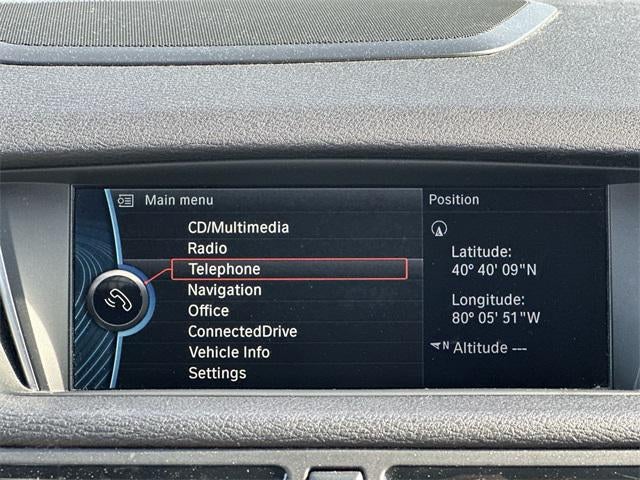 Main menu
CD/Multimedia
Radio
Telephone
Navigation
Office
ConnectedDrive
Vehicle Info
Settings
Position
Latitude:
40° 40' 09"N
Longitude:
80° 05' 51"W
N Altitude ---